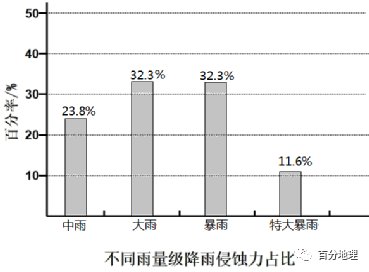 百分率/%
50
40
30
20
10
23.8%
32.3%
32.3%
11.6%
中雨
大雨
暴雨
特大暴雨
不同雨量级降雨侵蚀力占比
百分地理